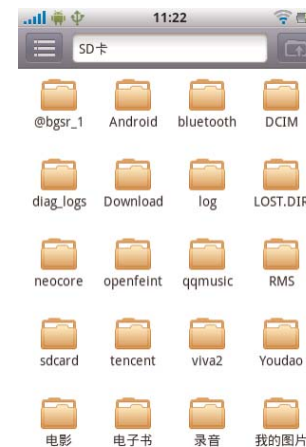 11:22
SD卡
@bgsr_1 Android bluetooth DCIM
diag_logs Download log LOST.DIR
neocore openfeint qqmusic RMS
sdcard tencent viva2 Youdao
电影 电子书 录音 我的图片